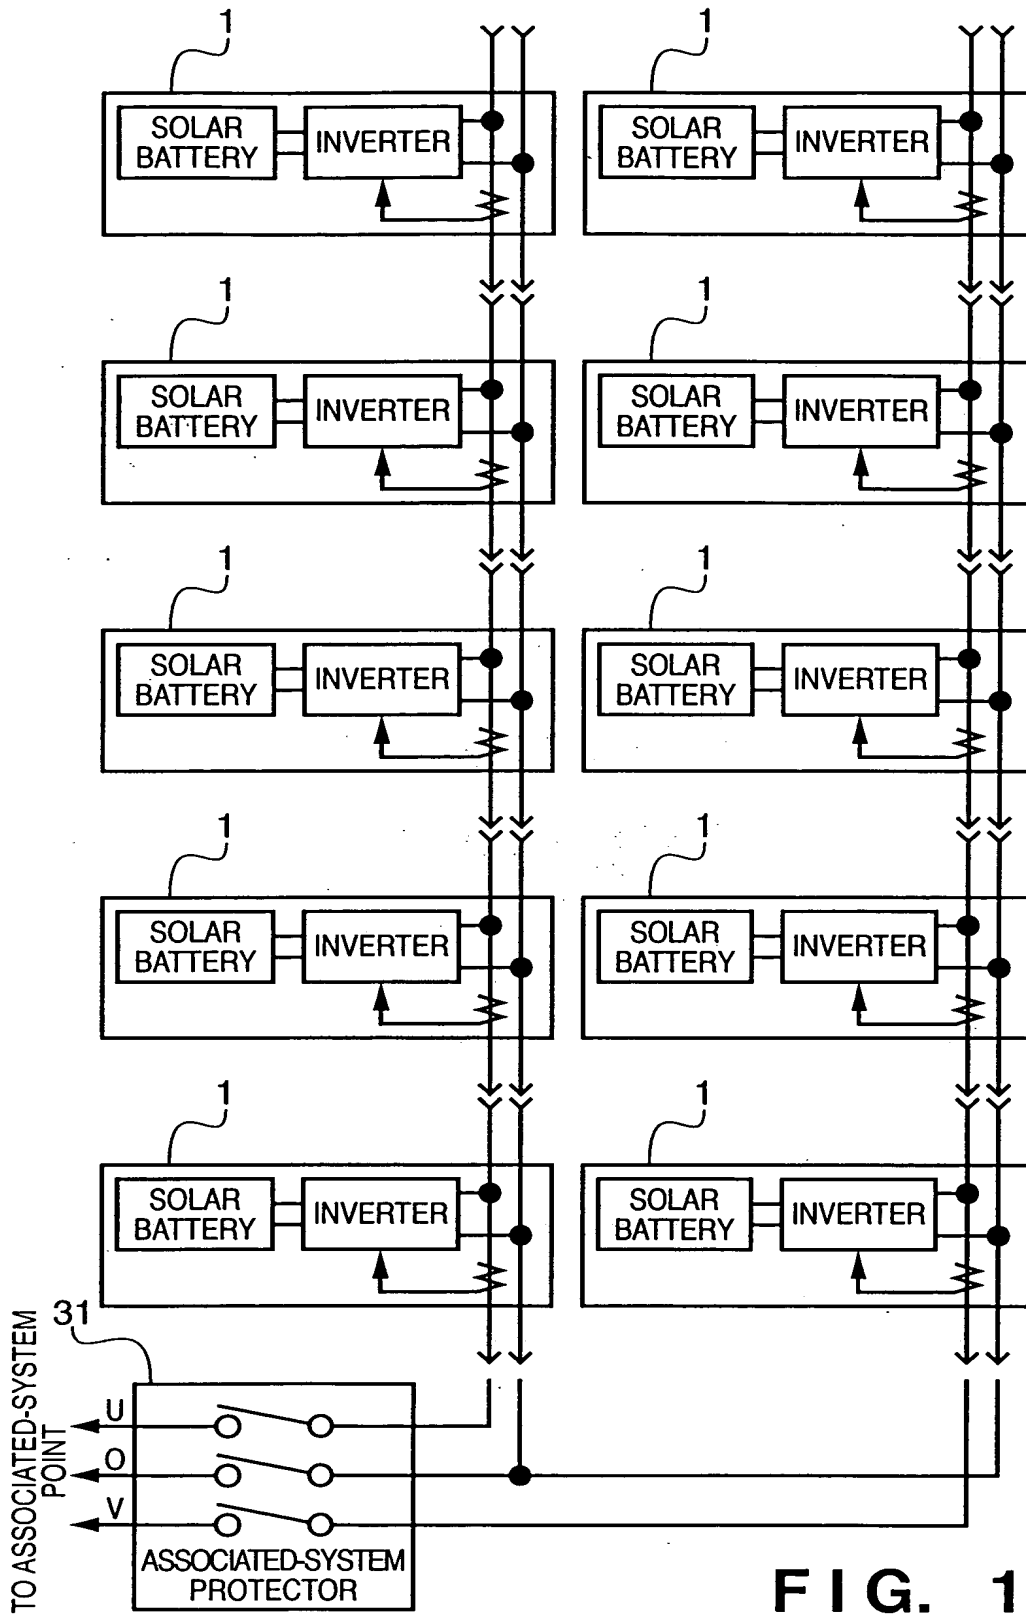 1 1
SOLAR BATTERY INVERTER SOLAR BATTERY INVERTER
1 1
SOLAR BATTERY INVERTER SOLAR BATTERY INVERTER
1 1
SOLAR BATTERY INVERTER SOLAR BATTERY INVERTER
1 1
SOLAR BATTERY INVERTER SOLAR BATTERY INVERTER
1 1
SOLAR BATTERY INVERTER SOLAR BATTERY INVERTER
31
TO ASSOCIATED-SYSTEM
POINT
U
O
V
ASSOCIATED-SYSTEM
PROTECTOR
FIG. 1